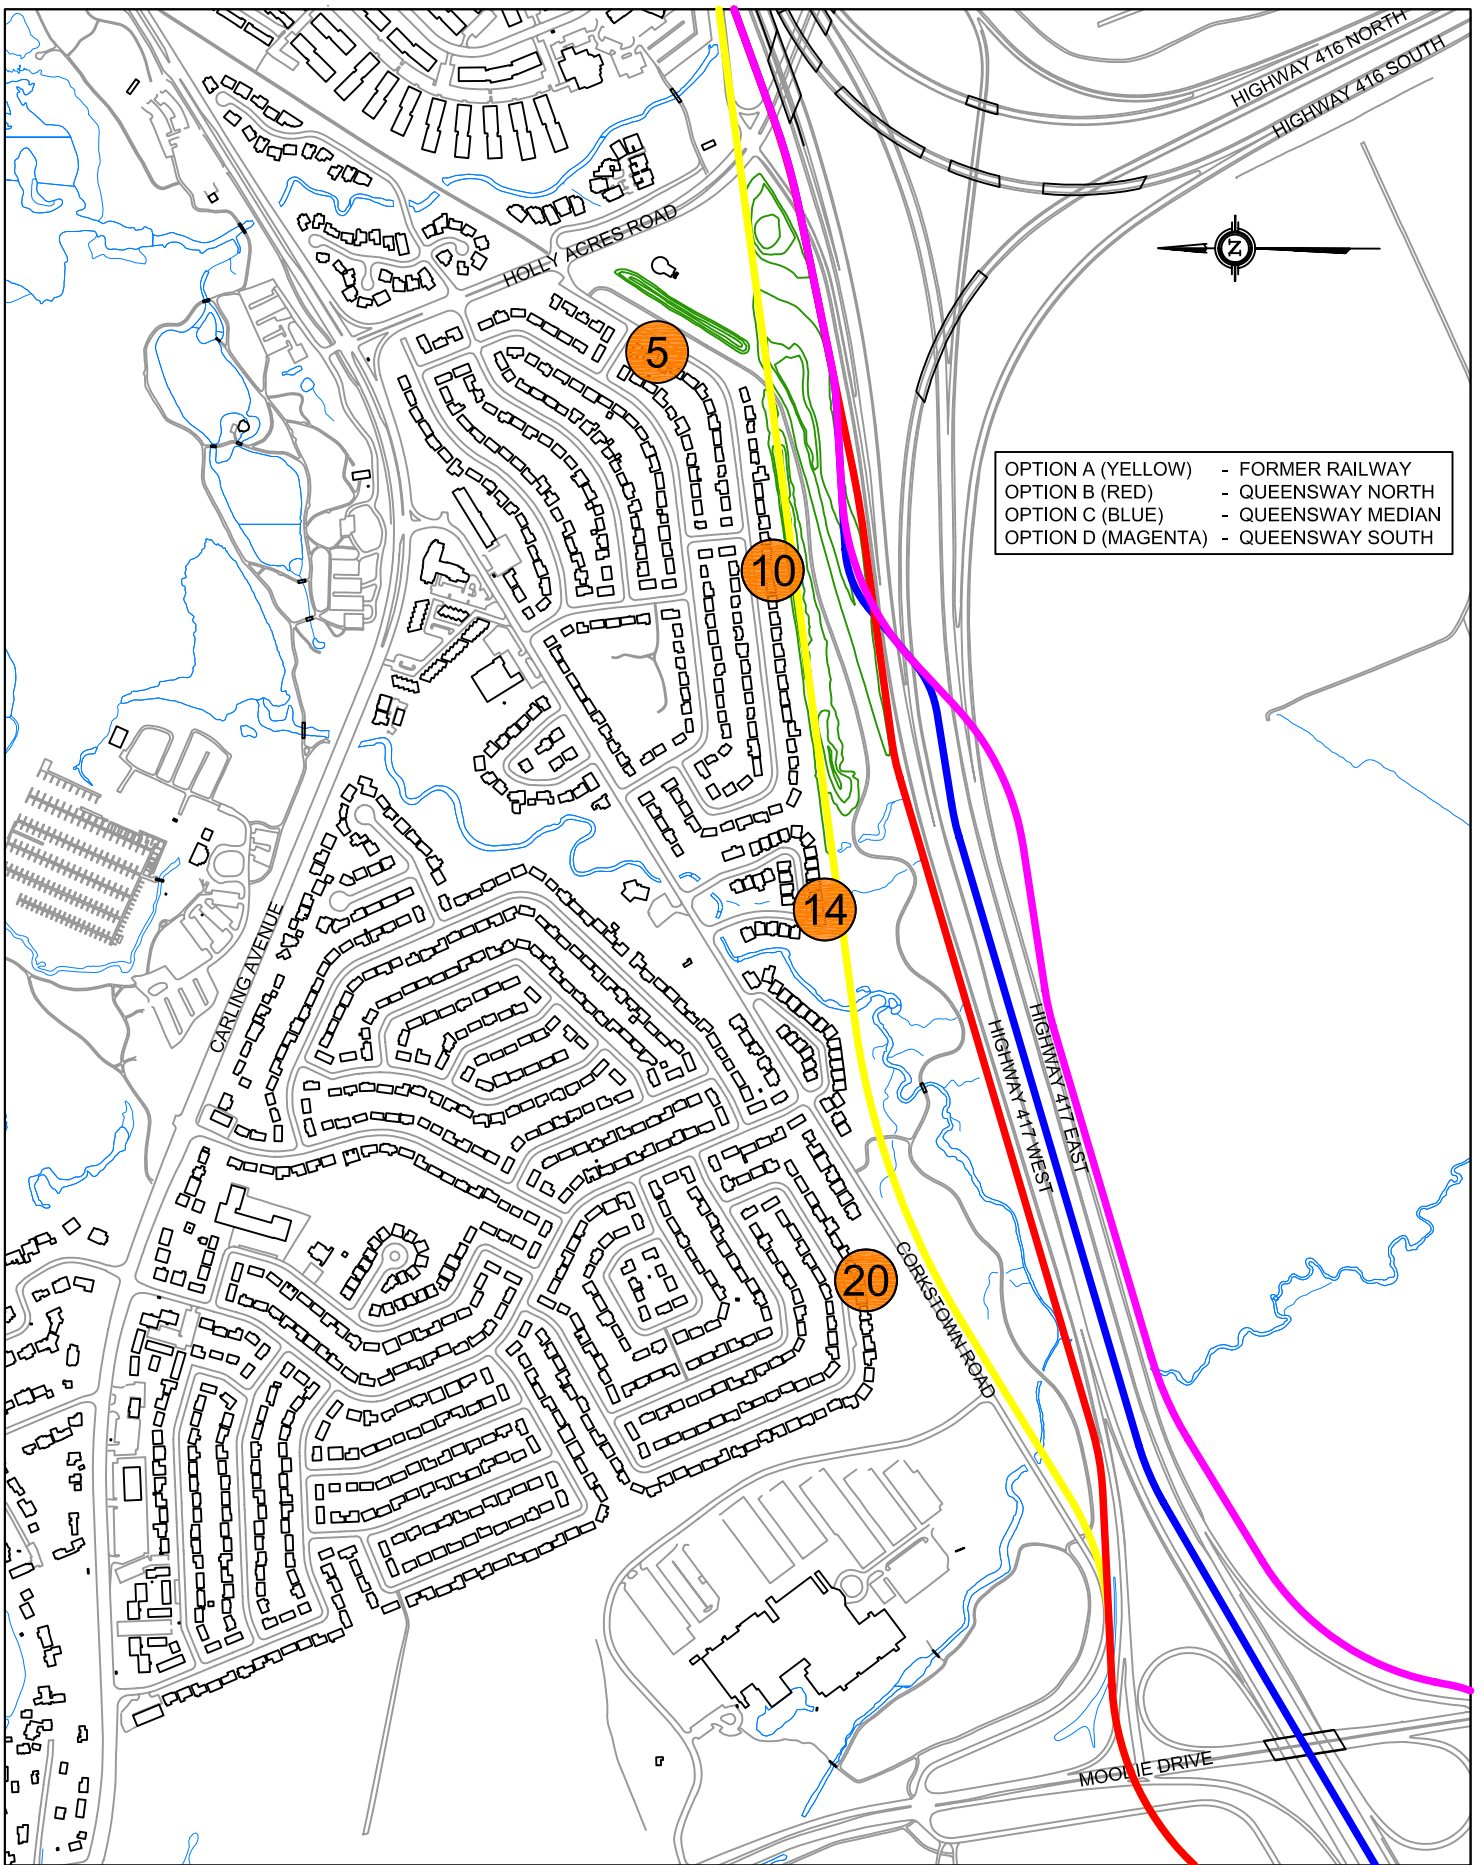 HIGHWAY 416 NORTH
HIGHWAY 416 SOUTH
HOLLY ACRES ROAD
N
5
OPTION A (YELLOW) - FORMER RAILWAY
OPTION B (RED) - QUEENSWAY NORTH
OPTION C (BLUE) - QUEENSWAY MEDIAN
OPTION D (MAGENTA) - QUEENSWAY SOUTH
10
14
CARLING AVENUE
HIGHWAY 417 EAST
HIGHWAY 417 WEST
20
CORKSTOWN ROAD
MOODIE DRIVE